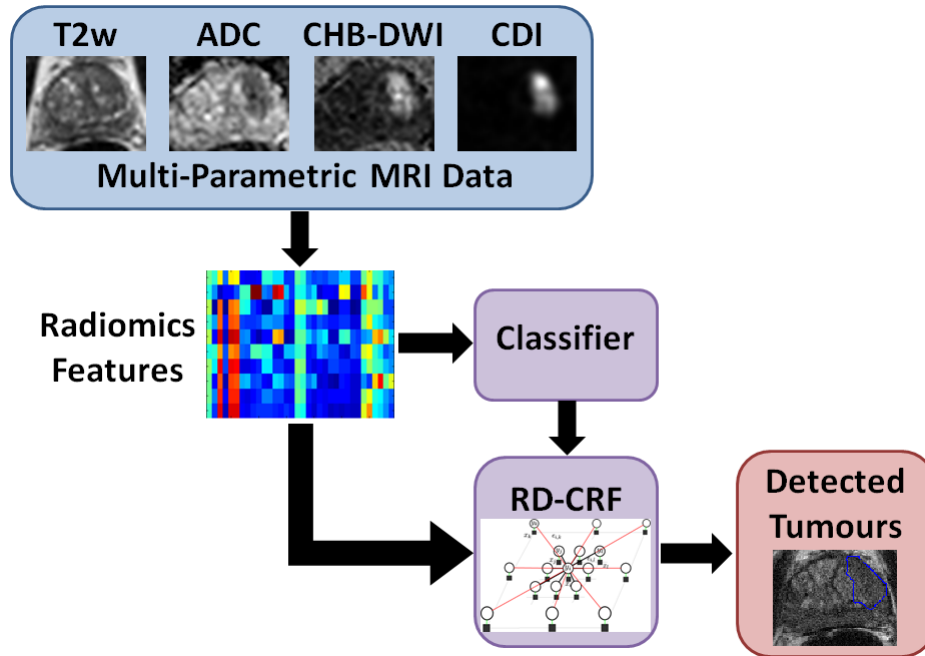 T2w ADC CHB-DWI CDI
Multi-Parametric MRI Data
Radiomics
Features
Classifier
RD-CRF
Detected
Tumours